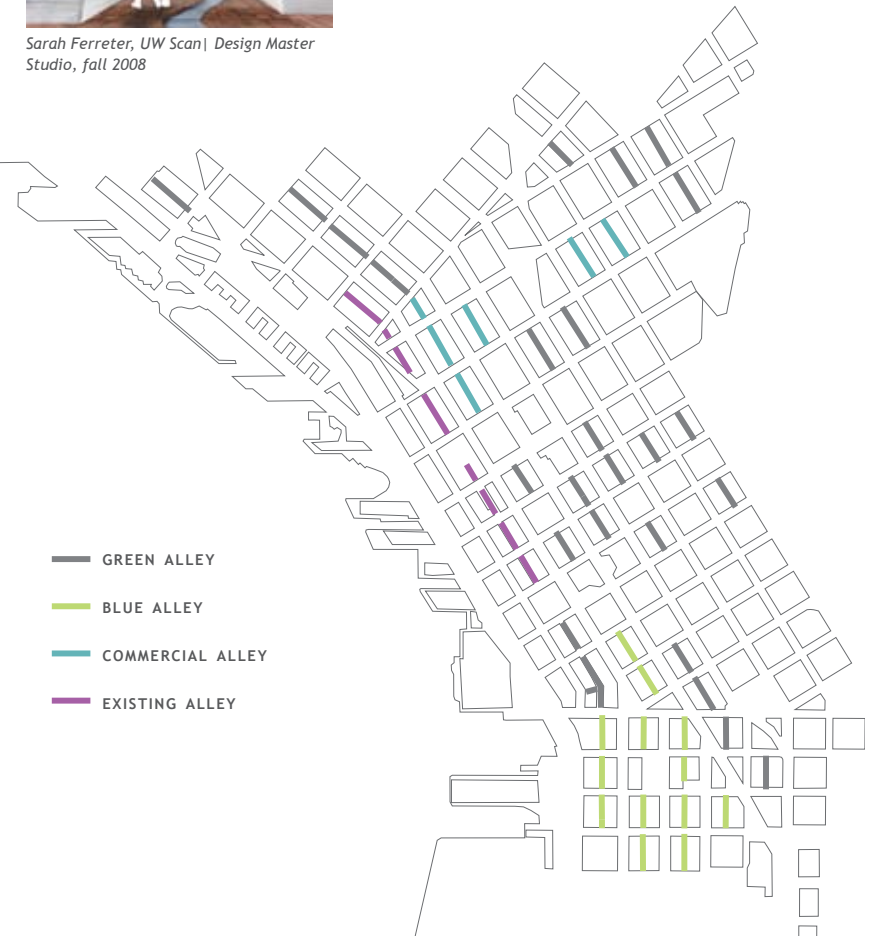 Sarah Ferreter, UW Scan| Design Master
Studio, fall 2008
GREEN ALLEY
BLUE ALLEY
COMMERCIAL ALLEY
EXISTING ALLEY